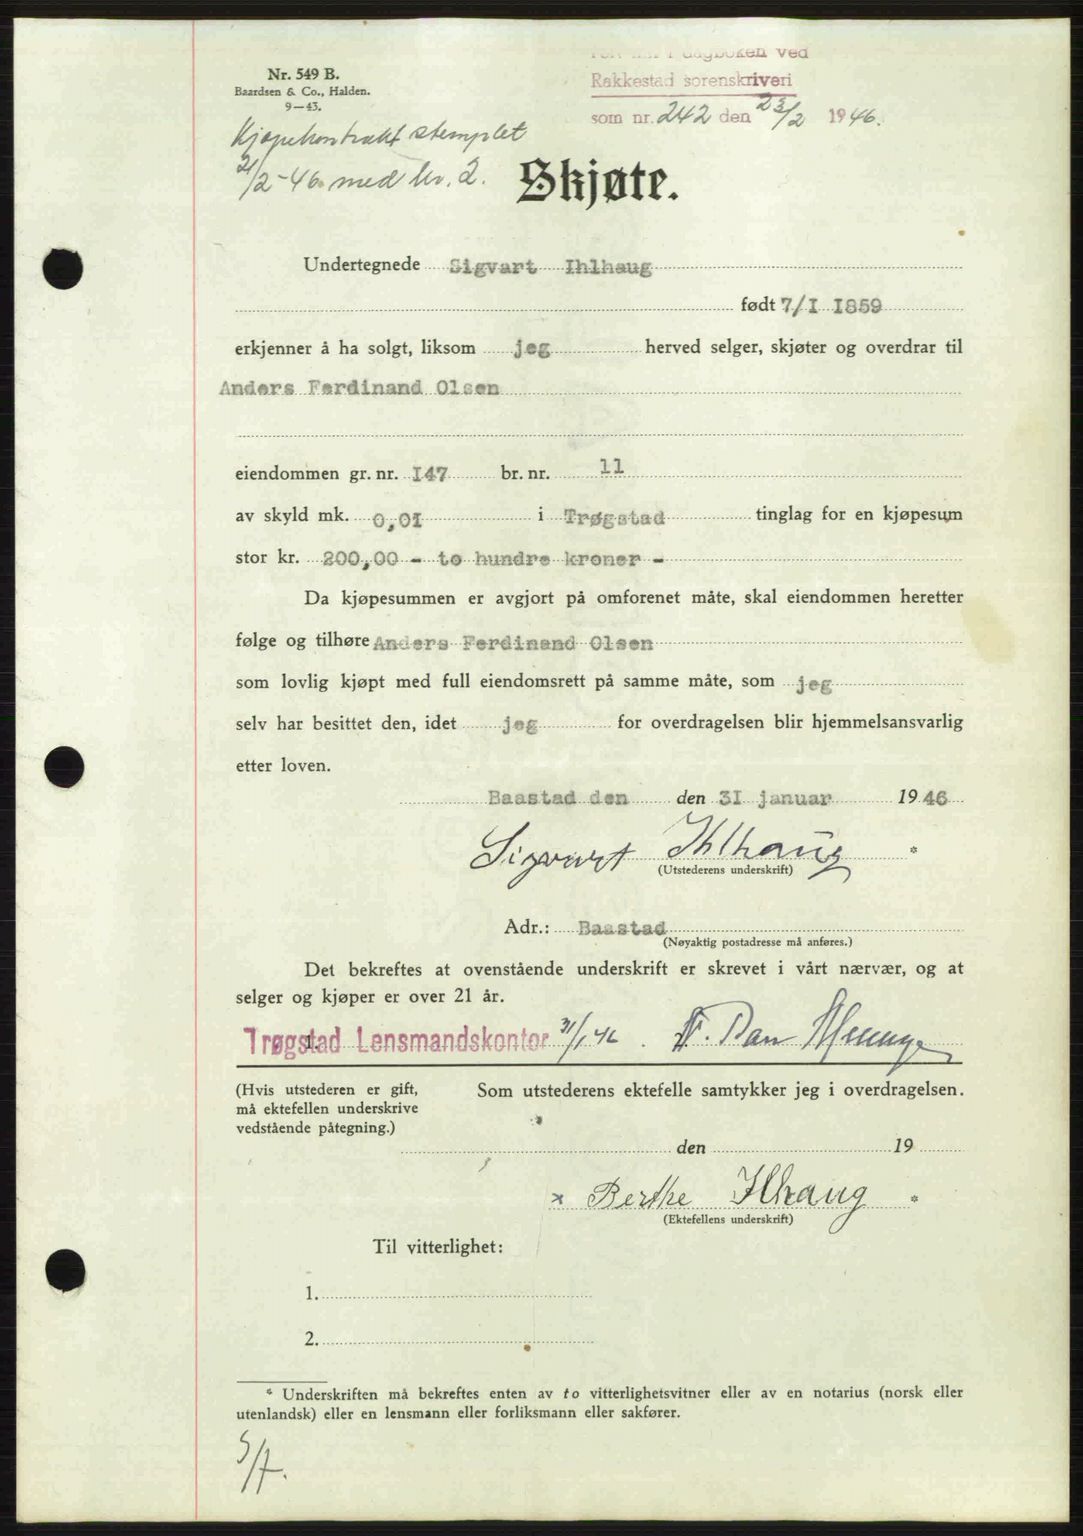 Nr. 549 B.
Baardsen & Co., Halden.
9—43.
dagboken ved
Rakkestad sorenskriveri
som nr. 242 den 23/2 1946.
Kjøpekontrakt stemplet
2/2-46 med kr. 2.
Skjøte.
Undertegnede Sigvart Ihlhaug
født 7/I I859
erkjenner å ha solgt, liksom jeg herved selger, skjøter og overdrar til
Anders Ferdinand Olsen
eiendommen gr. nr. I47 br. nr. 11
av skyld mk. 0,0I i Trøgstad tinglag for en kjøpesum
stor kr. 200,00 - to hundre kroner -
Da kjøpesummen er avgjort på omforenet måte, skal eiendommen heretter
følge og tilhøre Anders Ferdinand Olsen
som lovlig kjøpt med full eiendomsrett på samme måte, som jeg
selv har besittet den, idet jeg for overdragelsen blir hjemmelsansvarlig
etter loven.
Baastad den den 3I januar 1946
Sigvart Ihlhaug *
(Utstederens underskrift)
Adr.: Baastad
(Nøyaktig postadresse må anføres.)
Det bekreftes at ovenstående underskrift er skrevet i vårt nærvær, og at
selger og kjøper er over 21 år.
1. Trøgstad Lensmandskontor 31/1 46.
(Hvis utstederen er gift, Som utstederens ektefelle samtykker jeg i overdragelsen.
må ektefellen underskrive
vedstående påtegning.)
den 19
x Berthe Ihlhaug *
(Ektefellens underskrift)
Til vitterlighet:
1.
2.
* Underskriften må bekreftes enten av to vitterlighetsvitner eller av en notarius (norsk eller
utenlandsk) eller en lensmann eller forliksmann eller sakfører.